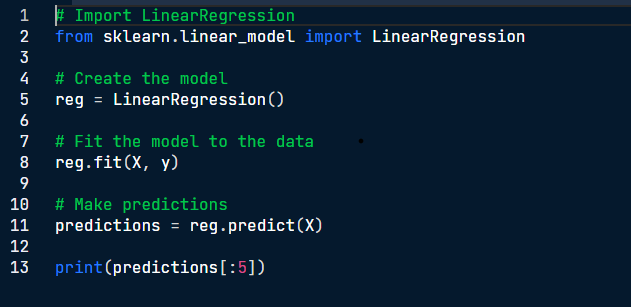 1 # Import LinearRegression
2 from sklearn.linear_model import LinearRegression
3
4 # Create the model
5 reg = LinearRegression()
6
7 # Fit the model to the data
8 reg.fit(X, y)
9
10 # Make predictions
11 predictions = reg.predict(X)
12
13 print(predictions[:5])